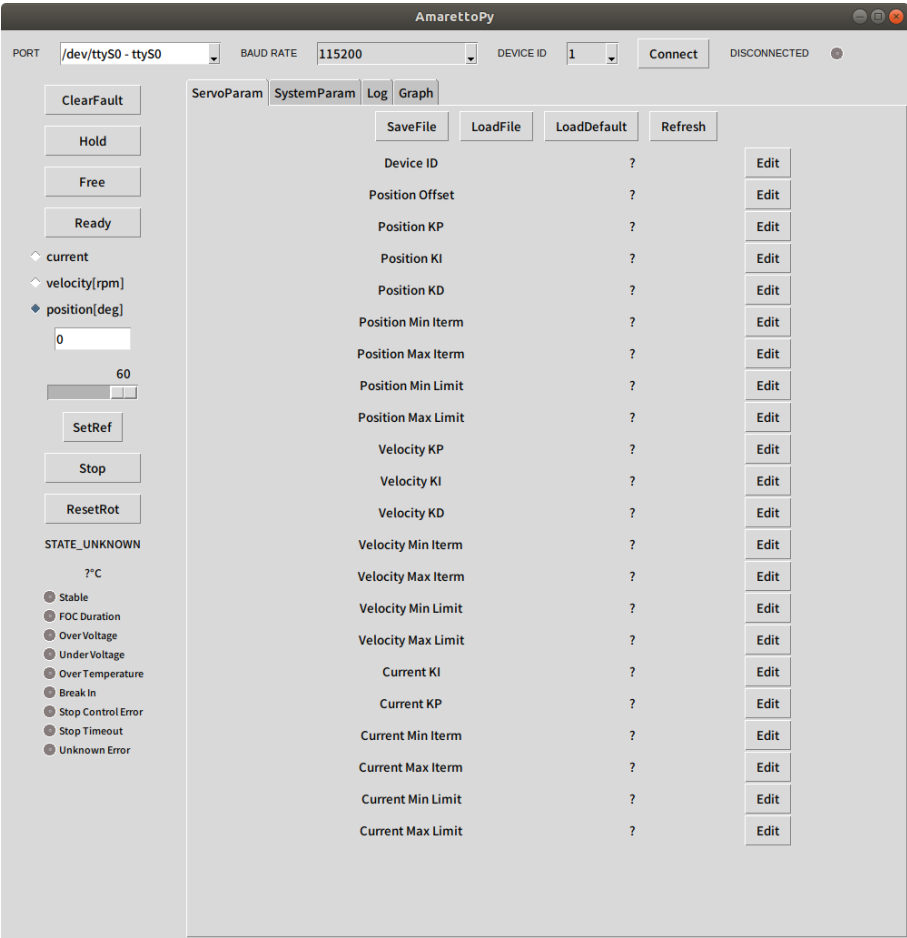 AmarettoPy
PORT /dev/ttyS0 - ttyS0 BAUD RATE 115200 DEVICE ID 1 Connect DISCONNECTED
ClearFault
Hold
Free
Ready
current
velocity[rpm]
position[deg]
0
60
SetRef
Stop
ResetRot
STATE_UNKNOWN
?°C
Stable
FOC Duration
Over Voltage
Under Voltage
Over Temperature
Break In
Stop Control Error
Stop Timeout
Unknown Error
ServoParam SystemParam Log Graph
SaveFile LoadFile LoadDefault Refresh
Device ID ? Edit
Position Offset ? Edit
Position KP ? Edit
Position KI ? Edit
Position KD ? Edit
Position Min Iterm ? Edit
Position Max Iterm ? Edit
Position Min Limit ? Edit
Position Max Limit ? Edit
Velocity KP ? Edit
Velocity KI ? Edit
Velocity KD ? Edit
Velocity Min Iterm ? Edit
Velocity Max Iterm ? Edit
Velocity Min Limit ? Edit
Velocity Max Limit ? Edit
Current KI ? Edit
Current KP ? Edit
Current Min Iterm ? Edit
Current Max Iterm ? Edit
Current Min Limit ? Edit
Current Max Limit ? Edit